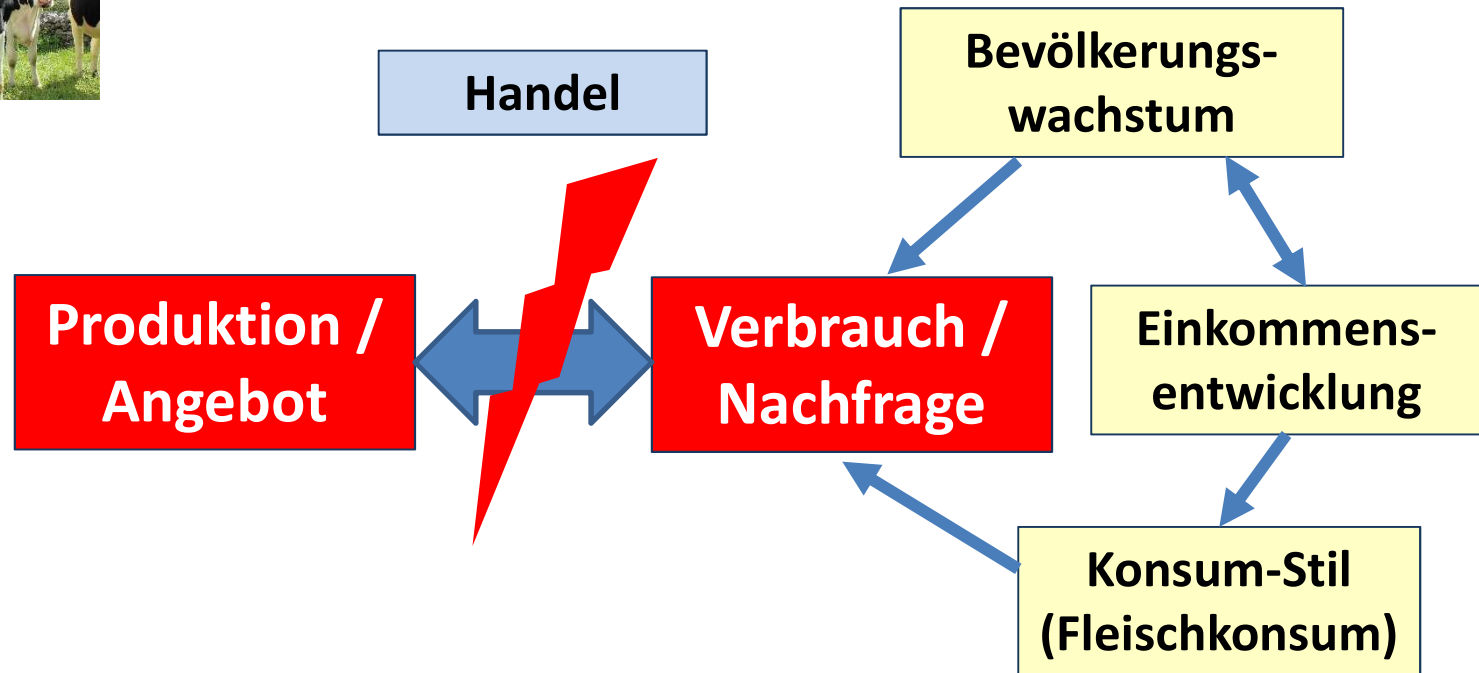 Handel
Bevölkerungs-
wachstum
Produktion /
Angebot
Verbrauch /
Nachfrage
Einkommens-
entwicklung
Konsum-Stil
(Fleischkonsum)